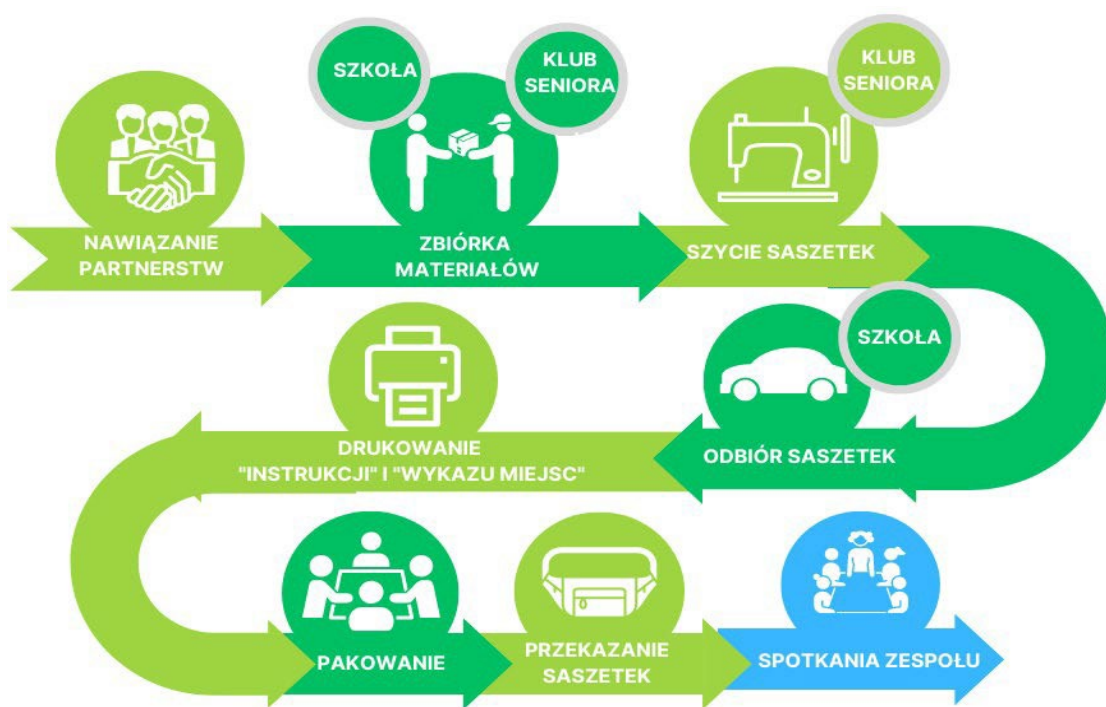 SZKOŁA
KLUB
SENIORA
KLUB
SENIORA
NAWIĄZANIE
PARTNERSTW
ZBIÓRKA
MATERIAŁÓW
SZYCIE SASZETEK
SZKOŁA
ODBIÓR SASZETEK
DRUKOWANIE
"INSTRUKCJI" I "WYKAZU MIEJSC"
PAKOWANIE
PRZEKAZANIE
SASZETEK
SPOTKANIA ZESPOŁU